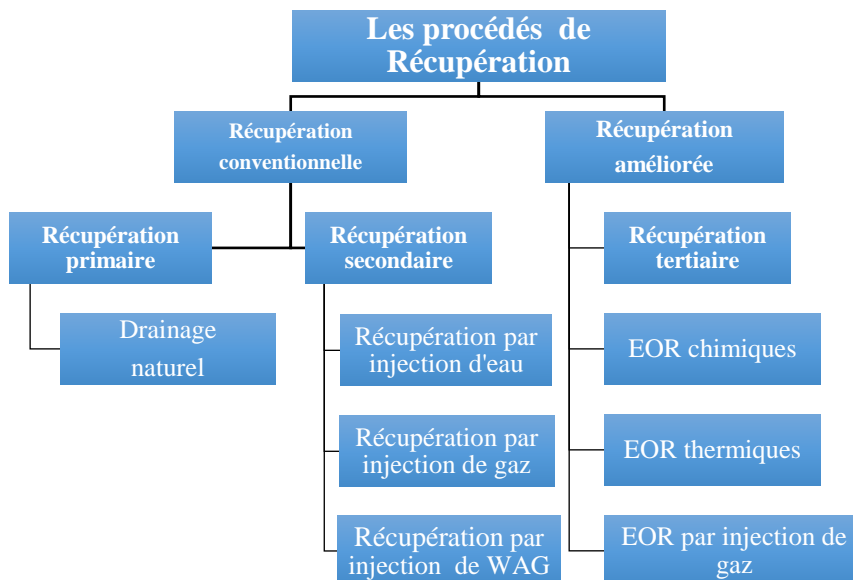 Les procédés de
Récupération
Récupération
conventionnelle
Récupération
améliorée
Récupération
primaire
Récupération
secondaire
Récupération
tertiaire
Drainage
naturel
Récupération par
injection d'eau
EOR chimiques
Récupération par
injection de gaz
EOR thermiques
Récupération par
injection de WAG
EOR par injection de
gaz